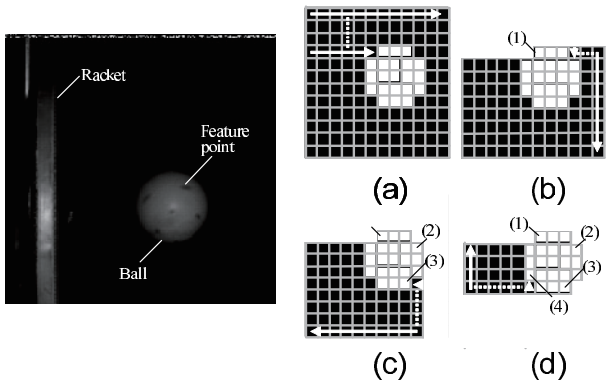 Racket
Feature
point
Ball
(1)
(a)
(b)
(2)
(3)
(c)
(1)
(2)
(3)
(4)
(d)